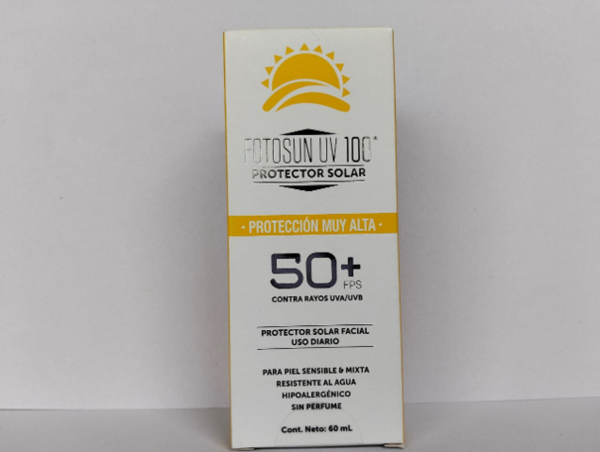 FOTOSUN UV 100®
PROTECTOR SOLAR
• PROTECCIÓN MUY ALTA •
50+
FPS
CONTRA RAYOS UVA/UVB
PROTECTOR SOLAR FACIAL
USO DIARIO
PARA PIEL SENSIBLE & MIXTA
RESISTENTE AL AGUA
HIPOALERGÉNICO
SIN PERFUME
Cont. Neto: 60 mL